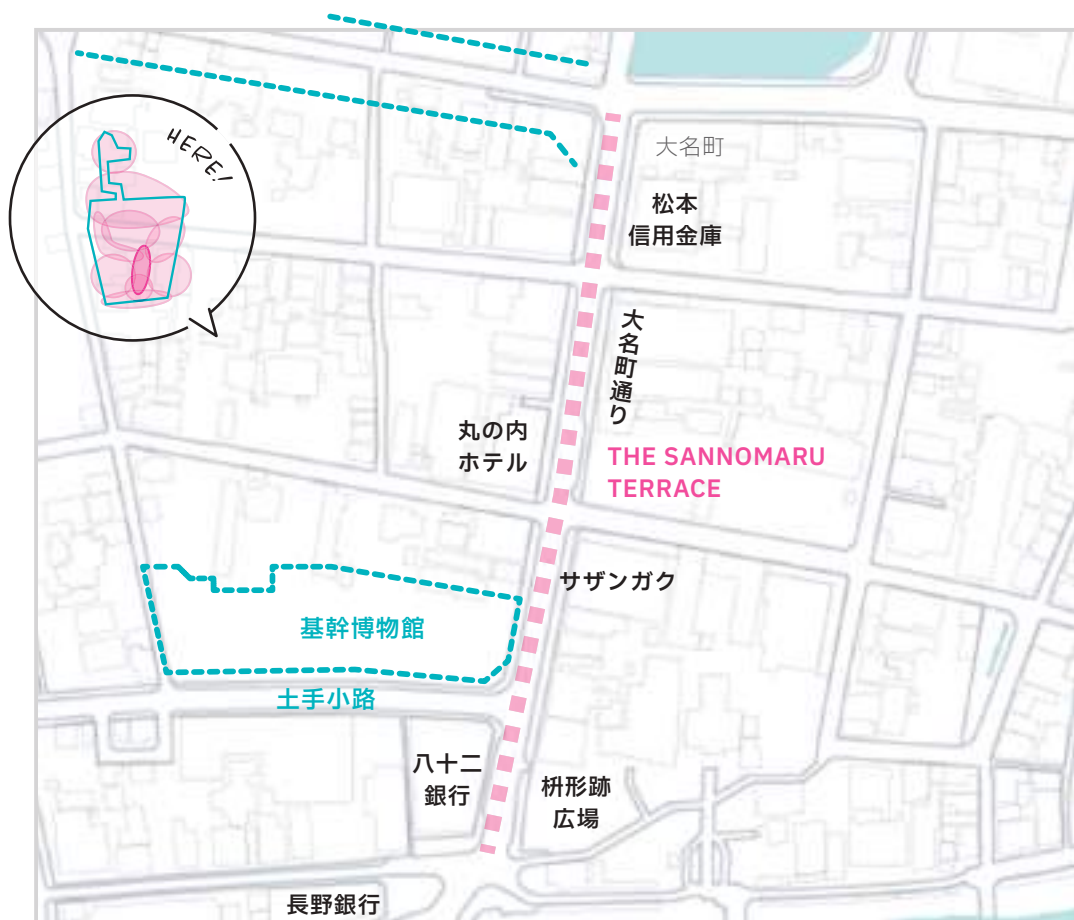 HERE!
大名町
松本
信用金庫
大名町通り
丸の内
ホテル
THE SANNOMARU
TERRACE
サザンガク
基幹博物館
土手小路
八十二
銀行
枡形跡
広場
長野銀行